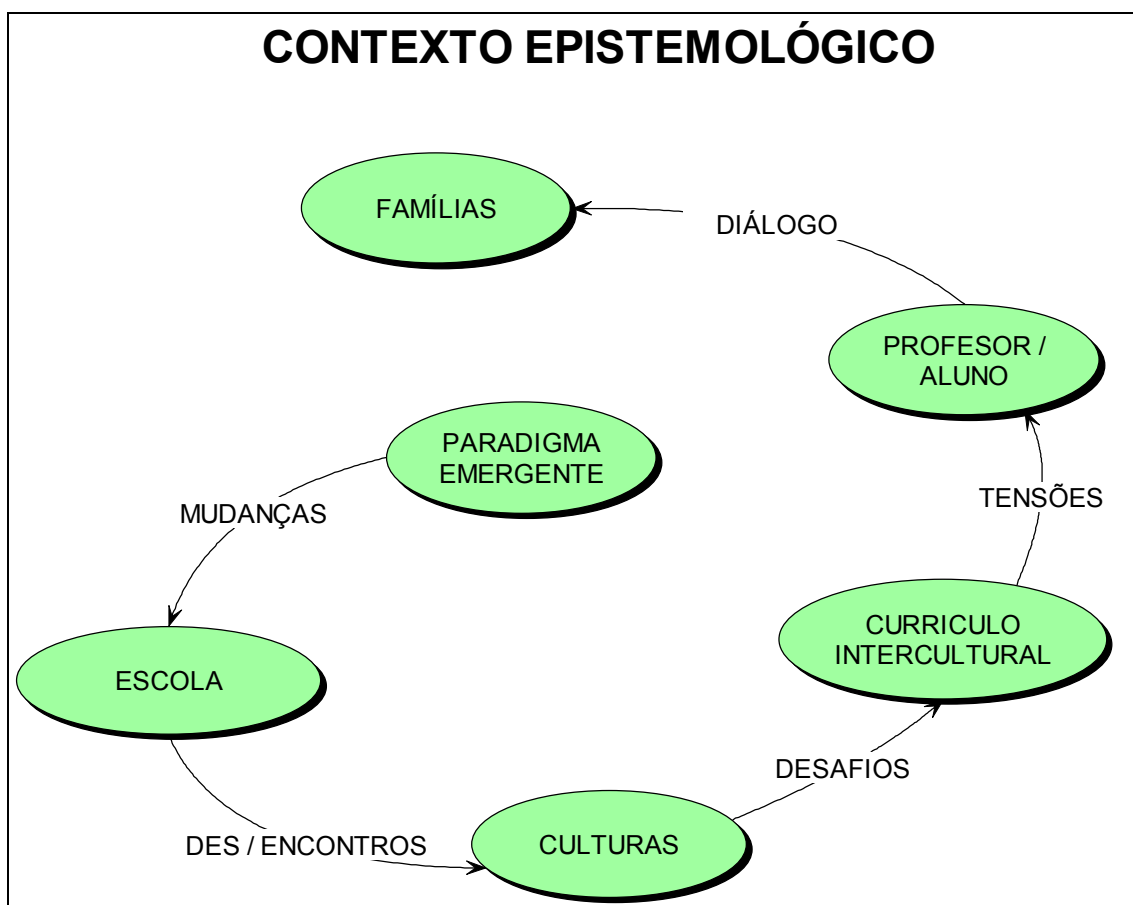 CONTEXTO EPISTEMOLÓGICO
FAMÍLIAS
DIÁLOGO
PROFESOR /
ALUNO
PARADIGMA
EMERGENTE
MUDANÇAS
TENSÕES
CURRICULO
INTERCULTURAL
ESCOLA
DESAFIOS
DES / ENCONTROS
CULTURAS